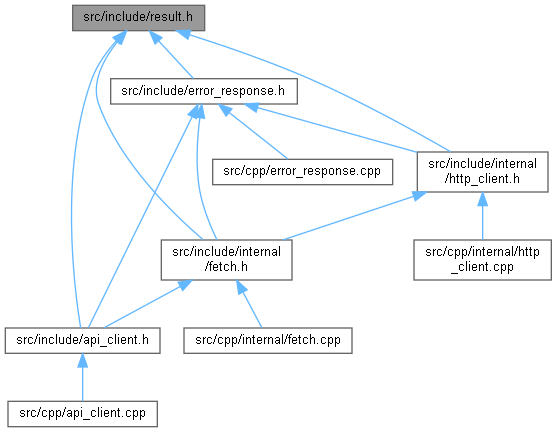 src/include/result.h
src/include/error_response.h
src/cpp/error_response.cpp
src/include/internal
/http_client.h
src/include/internal
/fetch.h
src/cpp/internal/http
_client.cpp
src/include/api_client.h
src/cpp/internal/fetch.cpp
src/cpp/api_client.cpp